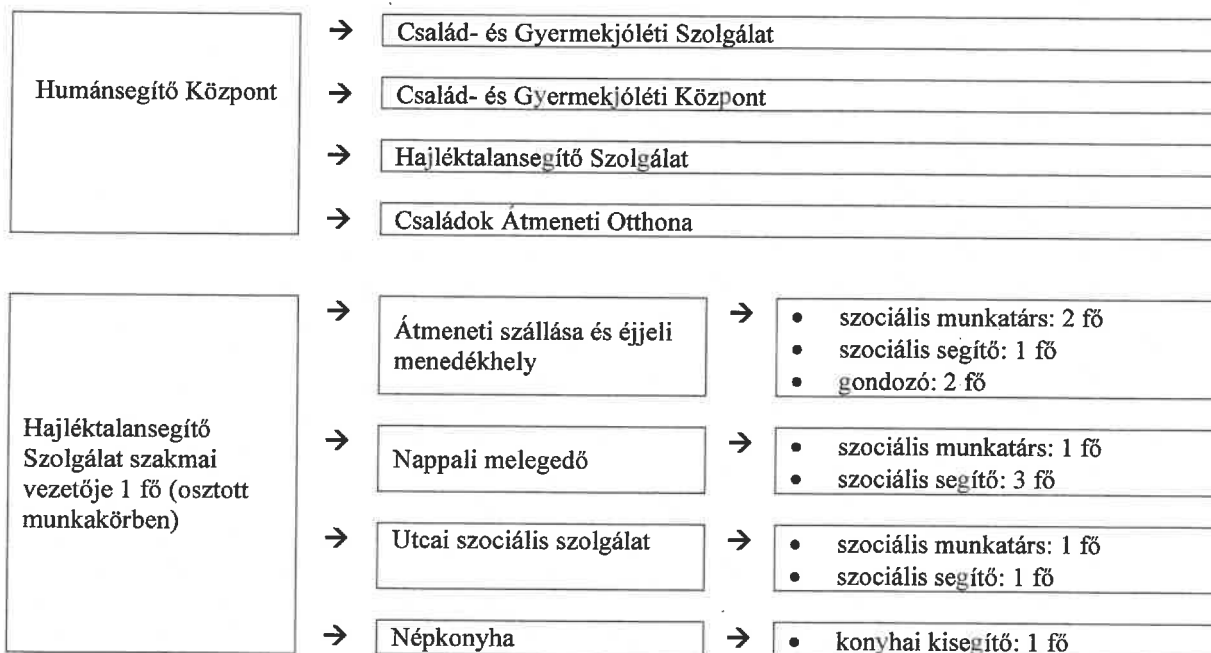 → Család- és Gyermekjóléti Szolgálat
Humánsegítő Központ → Család- és Gyermekjóléti Központ
→ Hajléktalansegítő Szolgálat
→ Családok Átmeneti Otthona
Hajléktalansegítő
Szolgálat szakmai
vezetője 1 fő (osztott
munkakörben)
→ Átmeneti szállása és éjjeli
menedékhely
→ • szociális munkatárs: 2 fő
• szociális segítő: 1 fő
• gondozó: 2 fő
→ Nappali melegedő
→ • szociális munkatárs: 1 fő
• szociális segítő: 3 fő
→ Utcai szociális szolgálat
→ • szociális munkatárs: 1 fő
• szociális segítő: 1 fő
→ Népkonyha
→ • konyhai kisegítő: 1 fő